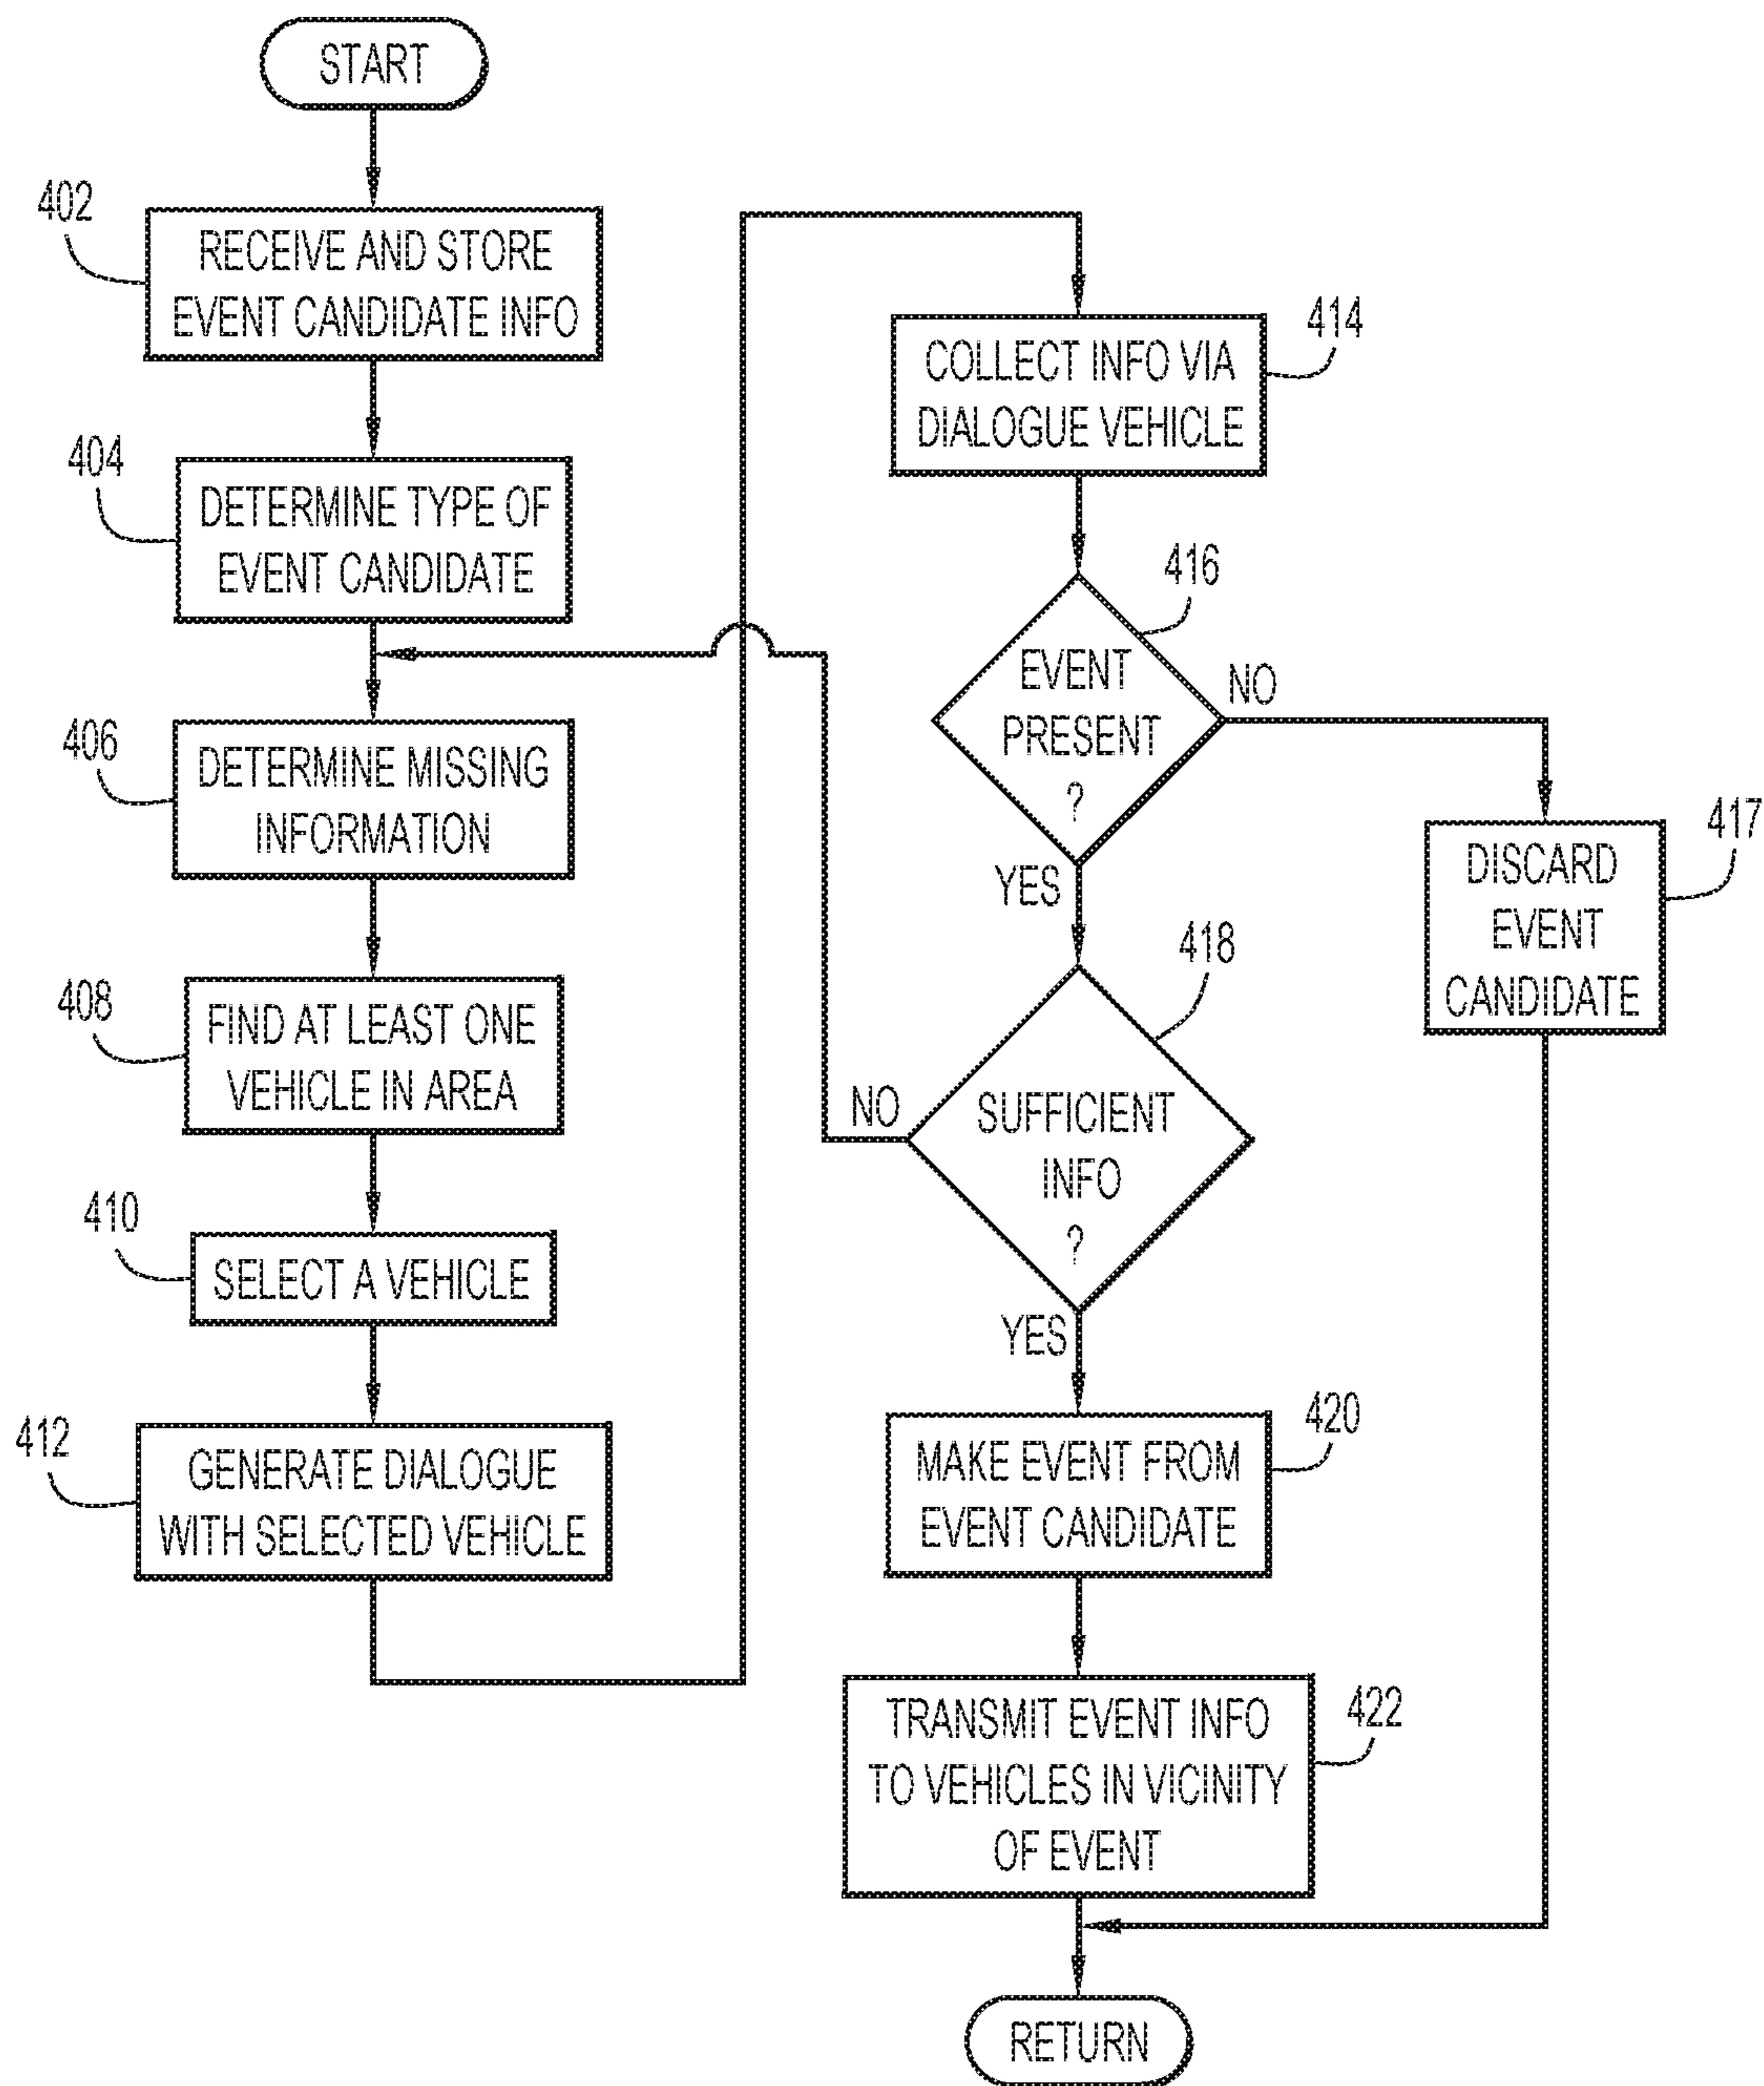 START
402
RECEIVE AND STORE
EVENT CANDIDATE INFO
404
DETERMINE TYPE OF
EVENT CANDIDATE
406
DETERMINE MISSING
INFORMATION
408
FIND AT LEAST ONE
VEHICLE IN AREA
410
SELECT A VEHICLE
412
GENERATE DIALOGUE
WITH SELECTED VEHICLE
414
COLLECT INFO VIA
DIALOGUE VEHICLE
416
EVENT
PRESENT
?
NO
YES
417
DISCARD
EVENT
CANDIDATE
418
SUFFICIENT
INFO
?
NO
YES
420
MAKE EVENT FROM
EVENT CANDIDATE
422
TRANSMIT EVENT INFO
TO VEHICLES IN VICINITY
OF EVENT
RETURN